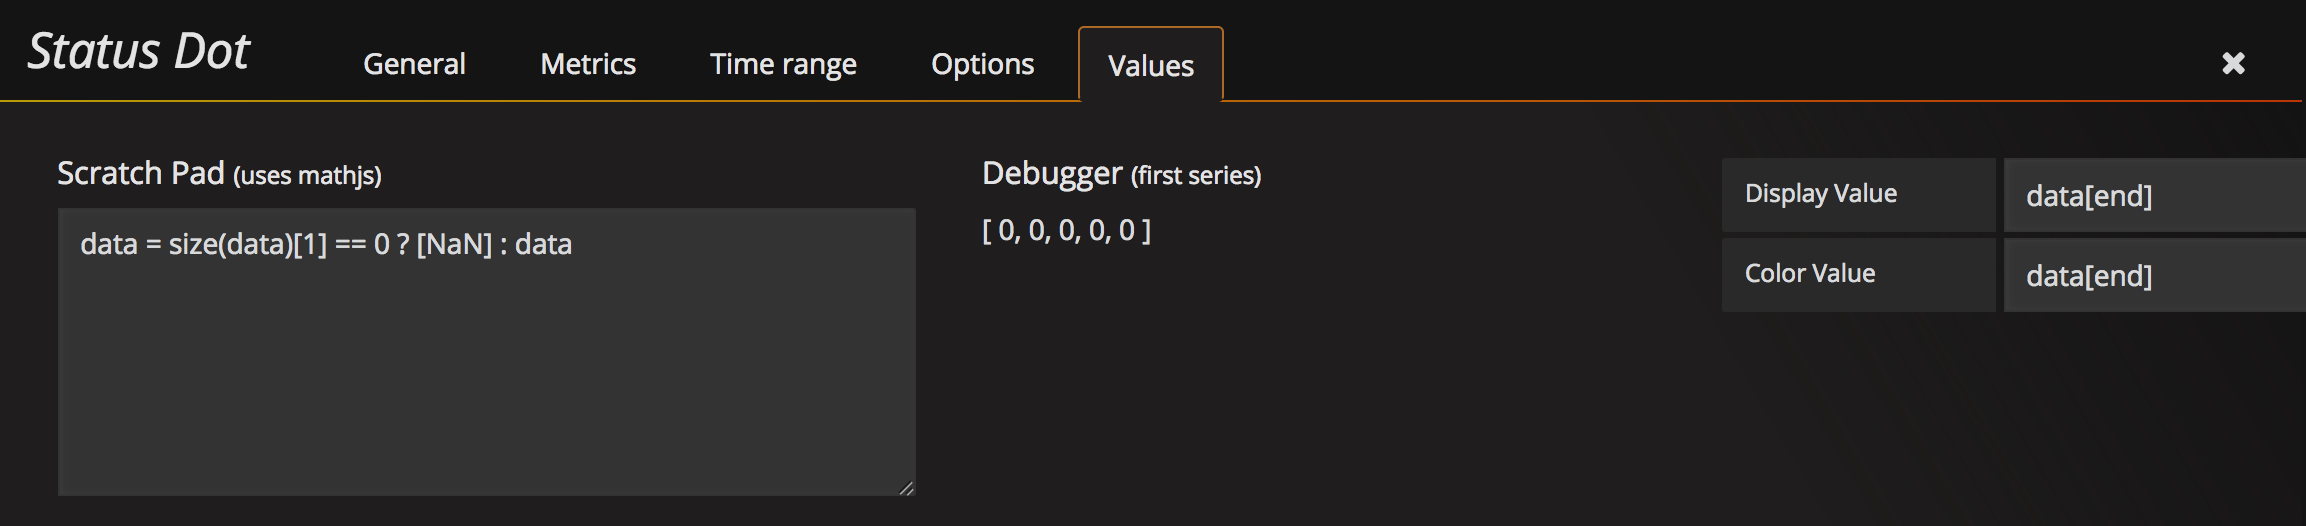 Status Dot
General Metrics Time range Options Values
Scratch Pad (uses mathjs)
data = size(data)[1] == 0 ? [NaN] : data
Debugger (first series)
[ 0, 0, 0, 0, 0 ]
Display Value data[end]
Color Value data[end]